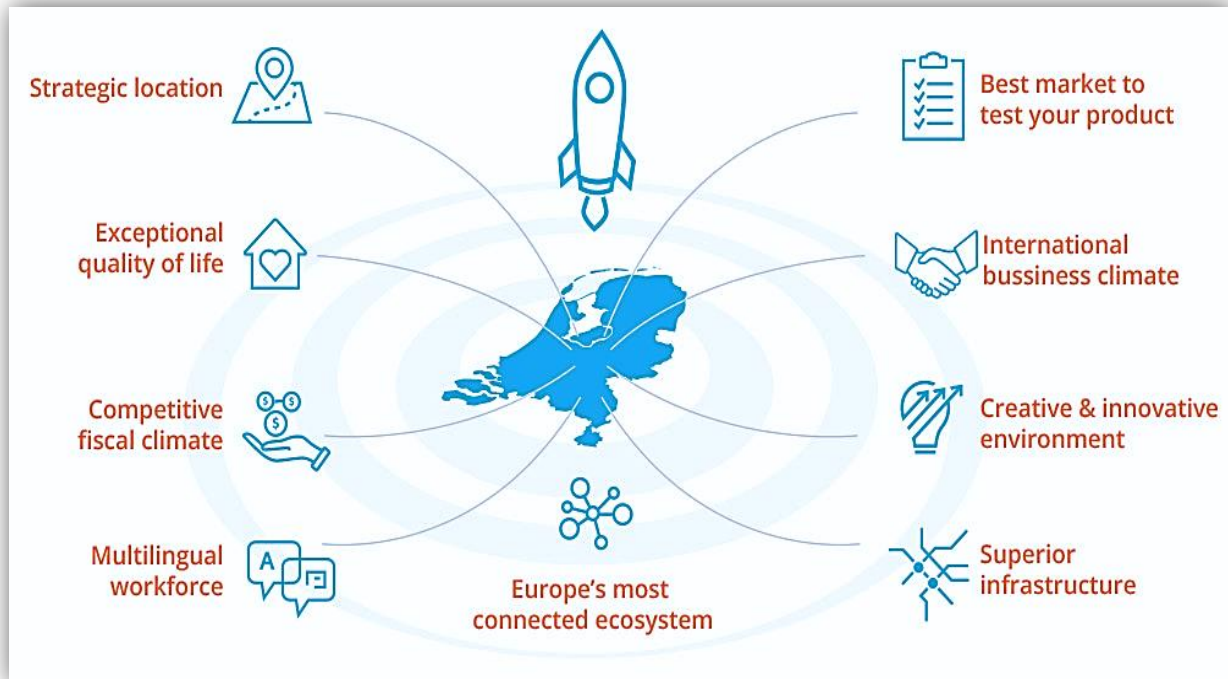 Strategic location
Exceptional
quality of life
Competitive
fiscal climate
Multilingual
workforce
A
Europe's most
connected ecosystem
Best market to
test your product
International
bussiness climate
Creative & innovative
environment
Superior
infrastructure